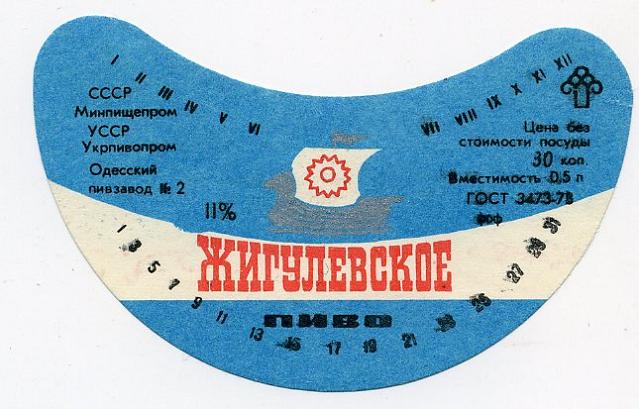 I II III IV V VI
VII VIII IX X XI XII
СССР
Минпищепром
УССР
Укрпивопром
Одесский
пивзавод № 2
11%
Цена без
стоимости посуды
30 коп.
Вместимость 0,5 л
ГОСТ 3473-78
ЖИГУЛЕВСКОЕ
ПИВО
1 3 5 7 9 11 13 15 17 19 21 23 25 27 29 31